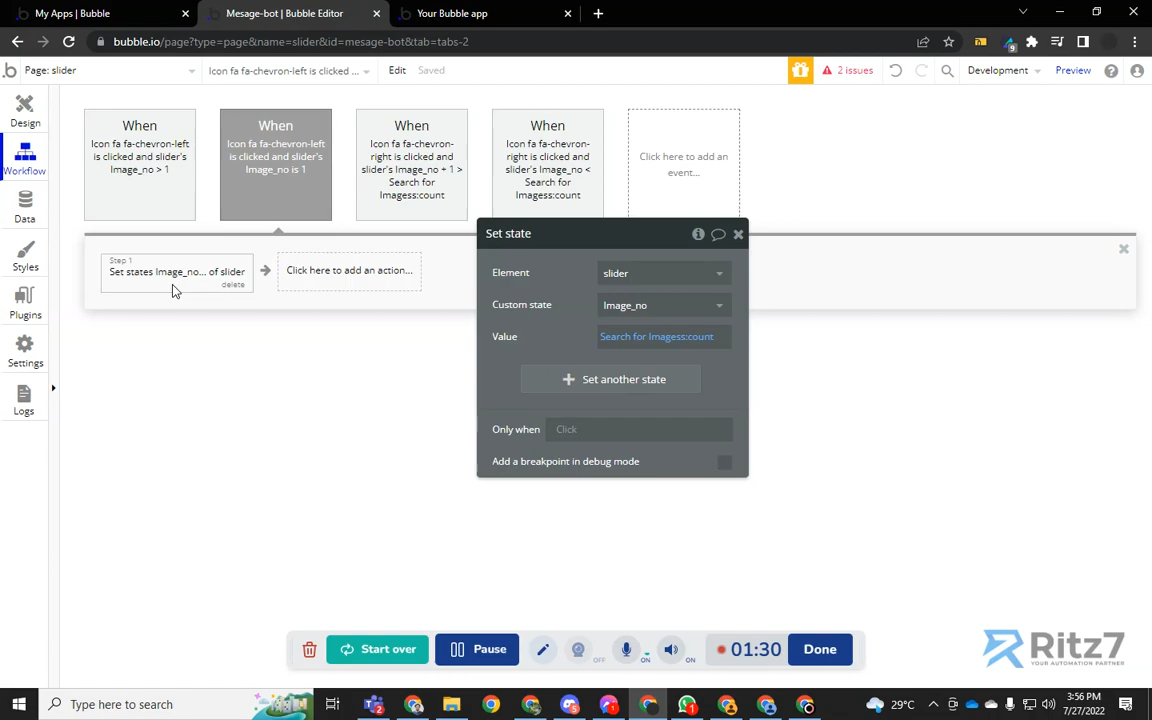 My Apps | Bubble
Mesage-bot | Bubble Editor
Your Bubble app
bubble.io/page?type=page&name=slider&id=mesage-bot&tab=tabs-2
9
Page: slider
Icon fa fa-chevron-left is clicked ...
Edit
Saved
2 issues
Development
Preview
Design
Workflow
Data
Styles
Plugins
Settings
Logs
When
Icon fa fa-chevron-left
is clicked and slider's
Image_no > 1
When
Icon fa fa-chevron-left
is clicked and slider's
Image_no is 1
When
Icon fa fa-chevron-
right is clicked and
slider's Image_no + 1 >
Search for
Imagess:count
When
Icon fa fa-chevron-
right is clicked and
slider's Image_no <
Search for
Imagess:count
Click here to add an
event...
Step 1
Set states Image_no... of slider
delete
Click here to add an action...
Set state
Element
slider
Custom state
Image_no
Value
Search for Imagess:count
Set another state
Only when
Click
Add a breakpoint in debug mode
Start over
Pause
OFF
ON
ON
01:30
Done
Ritz7
YOUR AUTOMATION PARTNER
Type here to search
2
1
1
29°C
3:56 PM
7/27/2022